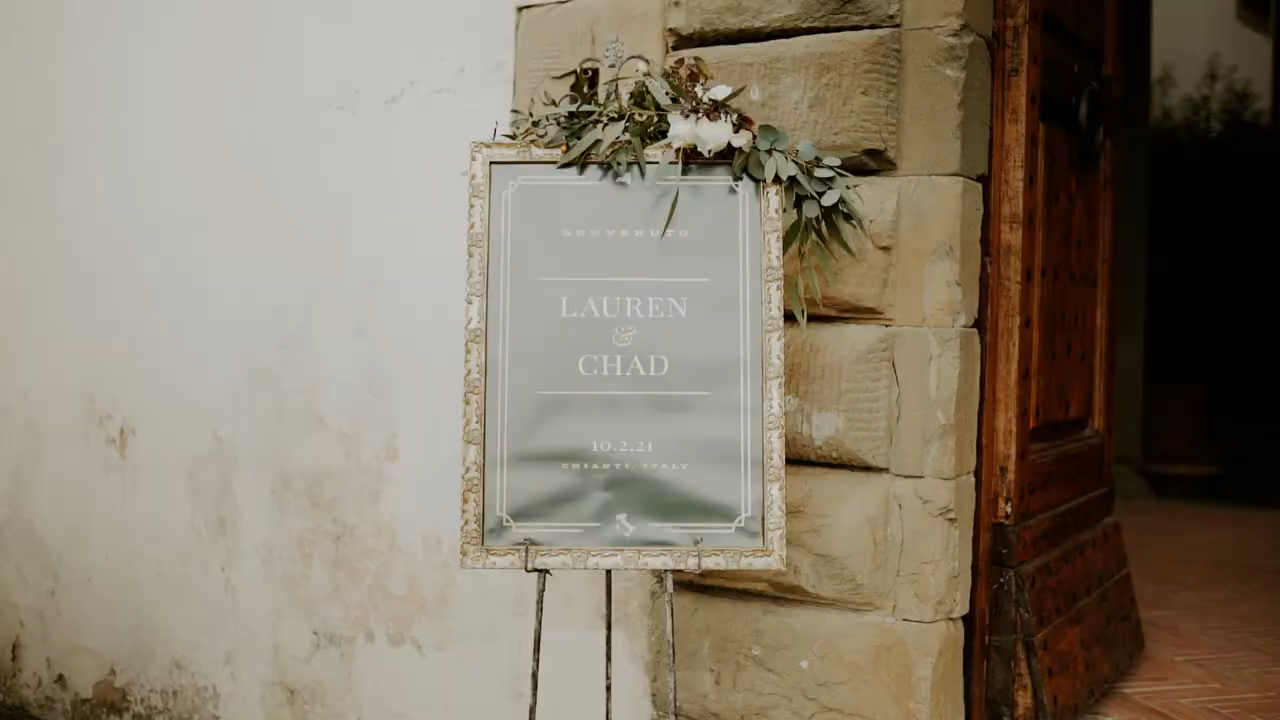 BENVENUTO
LAUREN
&
CHAD
10.2.21
CHIANTI, ITALY